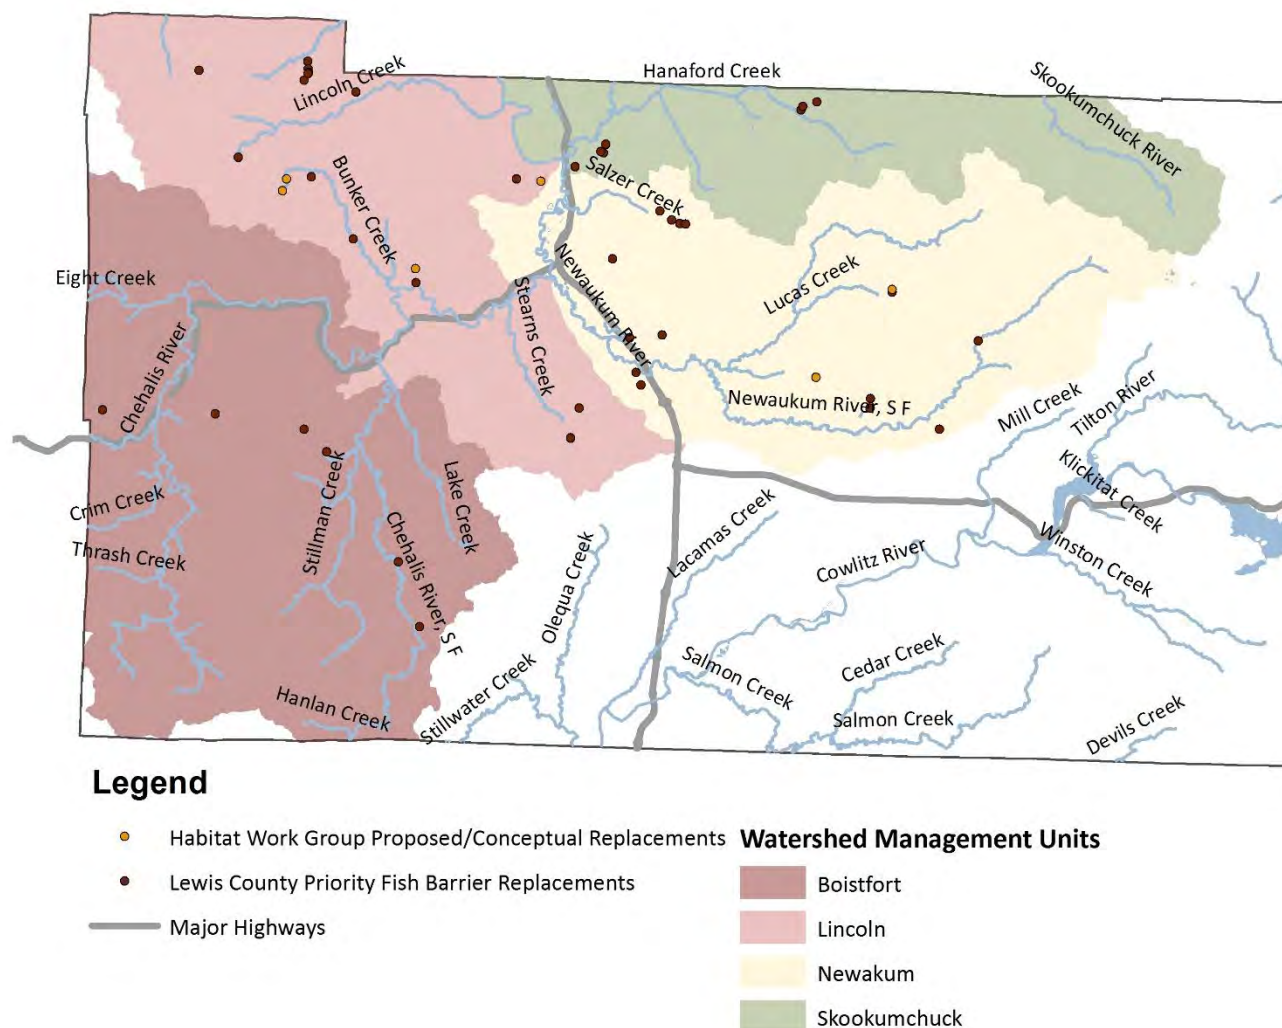 Hanaford Creek
Skookumchuck River
Lincoln Creek
Bunker Creek
Salzer Creek
Eight Creek
Newaukum River
Lucas Creek
Stearns Creek
Chehalis River
Newaukum River, S F
Mill Creek
Tilton River
Klickitat Creek
Lake Creek
Crim Creek
Stillman Creek
Chehalis River, S F
Lacamas Creek
Thrash Creek
Olequa Creek
Cowlitz River
Winston Creek
Stillwater Creek
Salmon Creek
Cedar Creek
Hanlan Creek
Salmon Creek
Devils Creek
Legend
Habitat Work Group Proposed/Conceptual Replacements
Lewis County Priority Fish Barrier Replacements
Major Highways
Watershed Management Units
Boistfort
Lincoln
Newakum
Skookumchuck